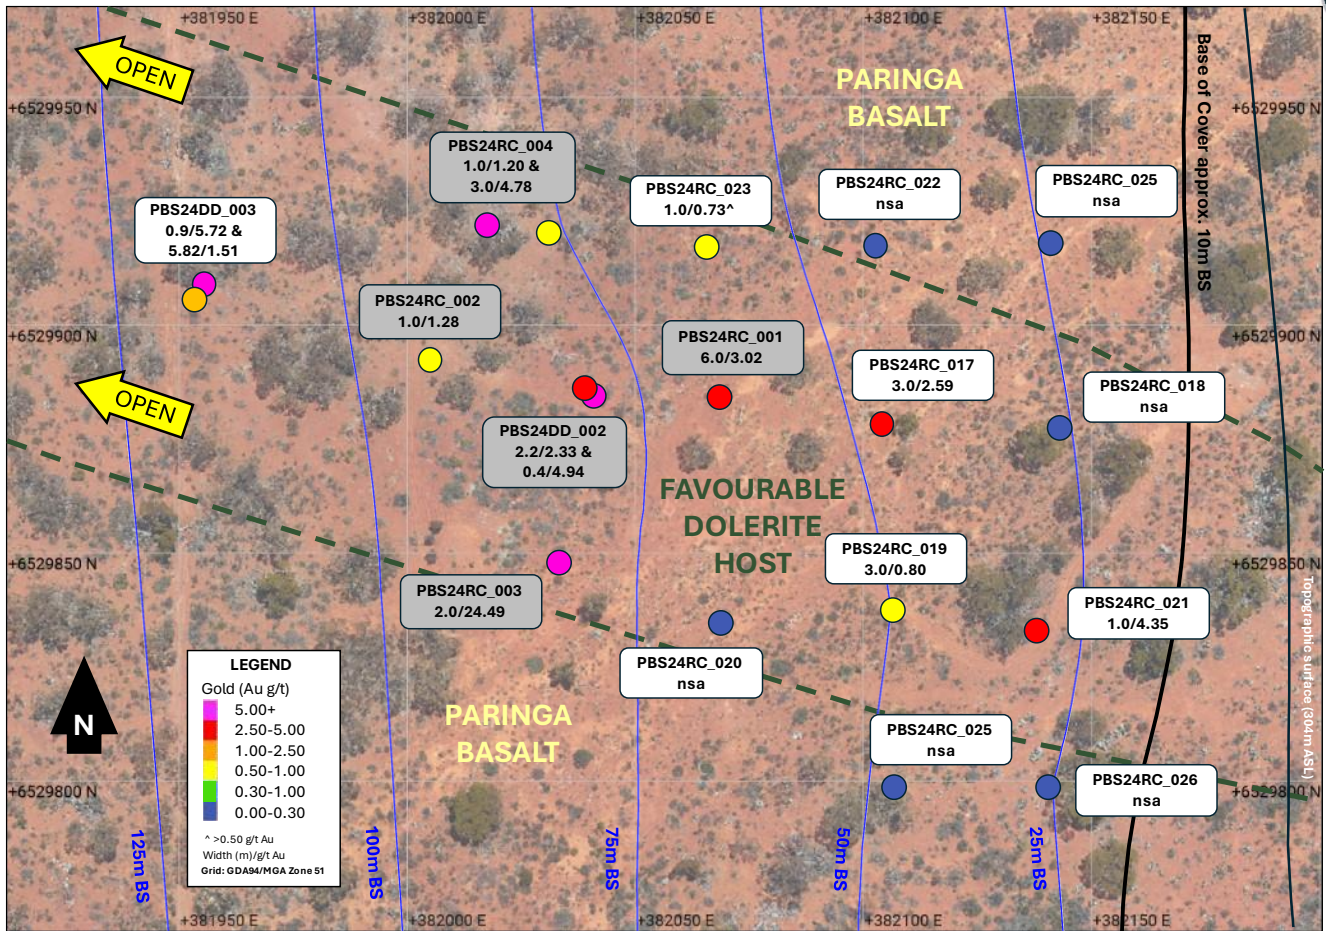 +381950 E
+382000 E
+382050 E
+382100 E
+382150 E
OPEN
+6529950 N
+6529950 N
PARINGA
BASALT
Base of Cover approx. 10m BS
PBS24RC_004
1.0/1.20 &
3.0/4.78
PBS24RC_023
1.0/0.73^
PBS24RC_022
nsa
PBS24RC_025
nsa
PBS24DD_003
0.9/5.72 &
5.82/1.51
PBS24RC_002
1.0/1.28
PBS24RC_001
6.0/3.02
+6529900 N
+6529900 N
PBS24RC_017
3.0/2.59
PBS24RC_018
nsa
OPEN
PBS24DD_002
2.2/2.33 &
0.4/4.94
FAVOURABLE
DOLERITE
HOST
PBS24RC_019
3.0/0.80
+6529850 N
+6529850 N
PBS24RC_003
2.0/24.49
PBS24RC_021
1.0/4.35
Topographic surface (304m ASL)
PBS24RC_020
nsa
PARINGA
BASALT
PBS24RC_025
nsa
PBS24RC_026
nsa
+6529800 N
+6529800 N
N
LEGEND
Gold (Au g/t)
5.00+
2.50-5.00
1.00-2.50
0.50-1.00
0.30-1.00
0.00-0.30
^ >0.50 g/t Au
Width (m)/g/t Au
Grid: GDA94/MGA Zone 51
125m BS
100m BS
75m BS
50m BS
25m BS
+381950 E
+382000 E
+382050 E
+382100 E
+382150 E